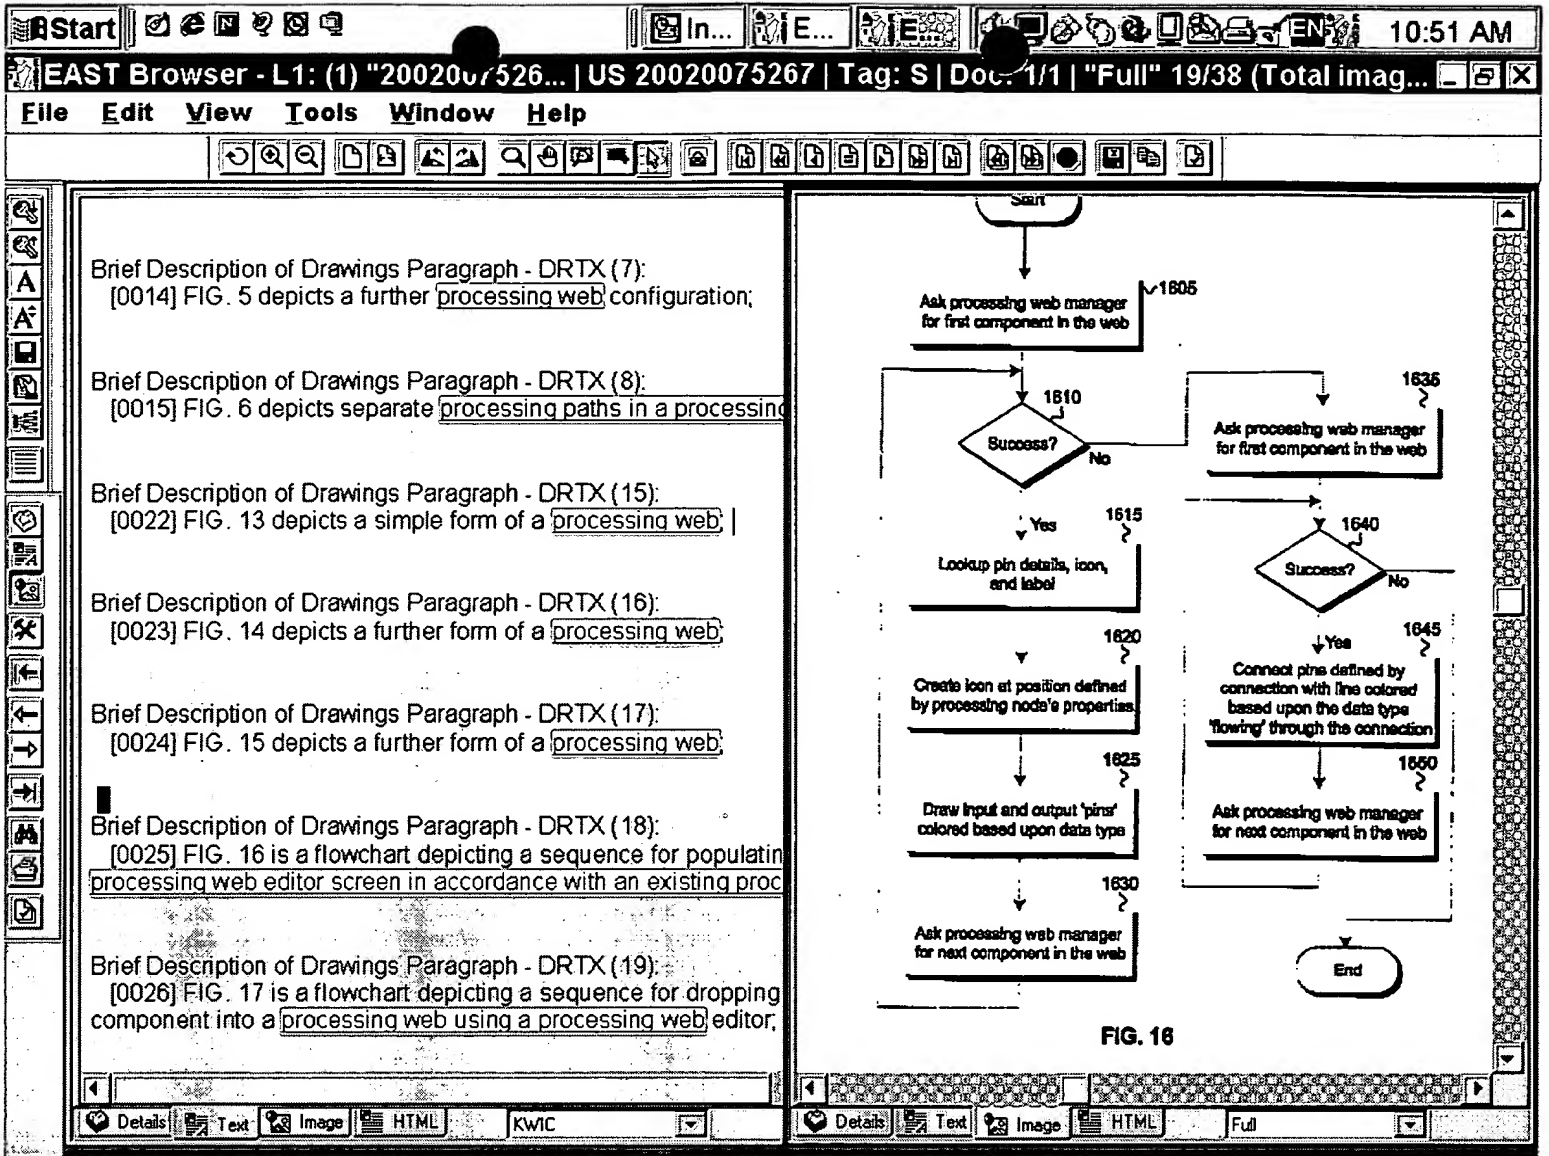 Start
In...
E...
E...
EN
10:51 AM
EAST Browser - L1: (1) "2002007526... | US 20020075267 | Tag: S | Doc: 1/1 | "Full" 19/38 (Total imag...
File Edit View Tools Window Help
Brief Description of Drawings Paragraph - DRTX (7):
[0014] FIG. 5 depicts a further processing web configuration;
Brief Description of Drawings Paragraph - DRTX (8):
[0015] FIG. 6 depicts separate processing paths in a processing
Brief Description of Drawings Paragraph - DRTX (15):
[0022] FIG. 13 depicts a simple form of a processing web;
Brief Description of Drawings Paragraph - DRTX (16):
[0023] FIG. 14 depicts a further form of a processing web;
Brief Description of Drawings Paragraph - DRTX (17):
[0024] FIG. 15 depicts a further form of a processing web;
Brief Description of Drawings Paragraph - DRTX (18):
[0025] FIG. 16 is a flowchart depicting a sequence for populatin
processing web editor screen in accordance with an existing proc
Brief Description of Drawings Paragraph - DRTX (19):
[0026] FIG. 17 is a flowchart depicting a sequence for dropping
component into a processing web using a processing web editor;
Details Text Image HTML KWIC
Start
1605
Ask processing web manager
for first component in the web
1610
Success?
No
Yes
1615
Lookup pin details, icon,
and label
1620
Create icon at position defined
by processing node's properties
1625
Draw input and output 'pins'
colored based upon data type
1630
Ask processing web manager
for next component in the web
1635
Ask processing web manager
for first component in the web
1640
Success?
No
Yes
1645
Connect pins defined by
connection with line colored
based upon the data type
'flowing' through the connection
1650
Ask processing web manager
for next component in the web
End
FIG. 16
Details Text Image HTML Full